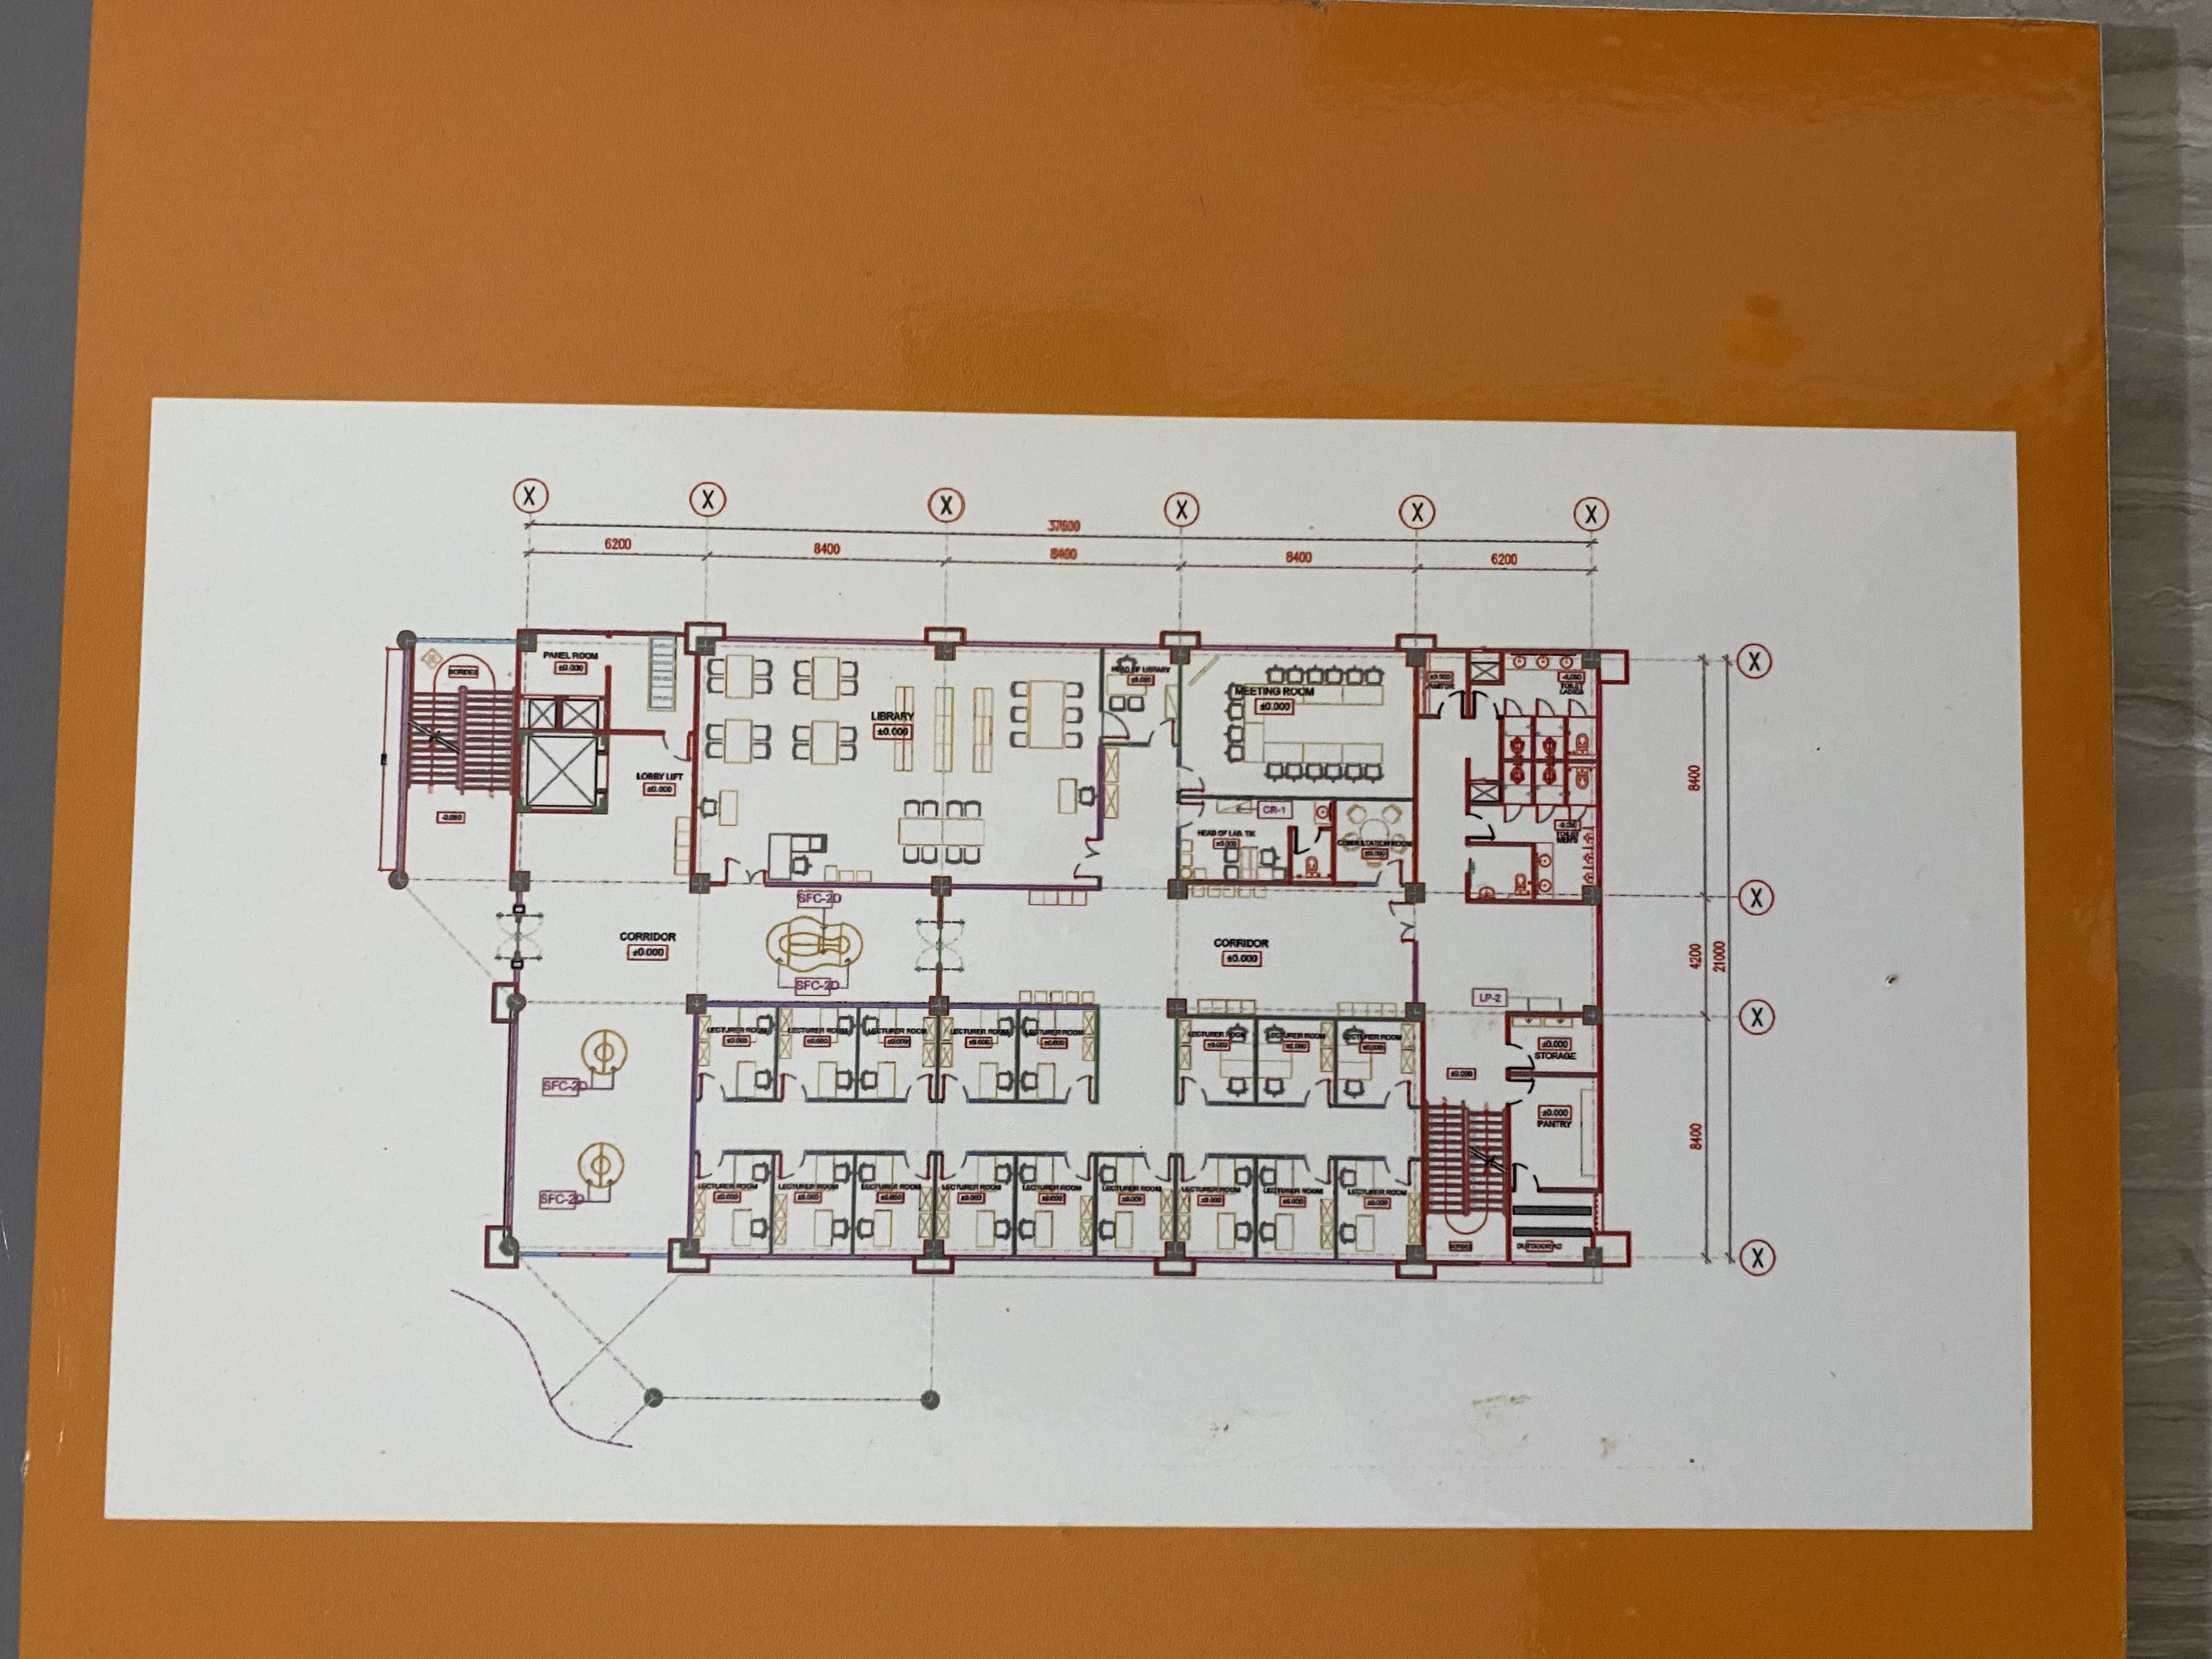 X X X X X X
37600
6200 8400 8400 8400 6200
X
BORDES
PANEL ROOM
±0.000
HEAD OF LIBRARY
±0.000
MEETING ROOM
±0.000
±0.000
JANITOR
TOILET
LADIES
LIBRARY
±0.000
LOBBY LIFT
±0.000
8400
CR-1
HEAD OF LAB. TIK
±0.000
CONSULTATION ROOM
±0.000
TOILET
MEN'S
X
SFC-2D
CORRIDOR
±0.000
CORRIDOR
±0.000
4200 21000
SFC-2D
LP-2
X
LECTURER ROOM LECTURER ROOM LECTURER ROOM LECTURER ROOM LECTURER ROOM LECTURER ROOM LECTURER ROOM LECTURER ROOM
±0.000 ±0.000 ±0.000 ±0.000 ±0.000 ±0.000 ±0.000 ±0.000
±0.000
STORAGE
±0.000
SFC-2D
±0.000
PANTRY
8400
LECTURER ROOM LECTURER ROOM LECTURER ROOM LECTURER ROOM LECTURER ROOM LECTURER ROOM LECTURER ROOM LECTURER ROOM LECTURER ROOM
±0.000 ±0.000 ±0.000 ±0.000 ±0.000 ±0.000 ±0.000 ±0.000 ±0.000
SFC-2D
BORDES
OUTDOOR AC
X